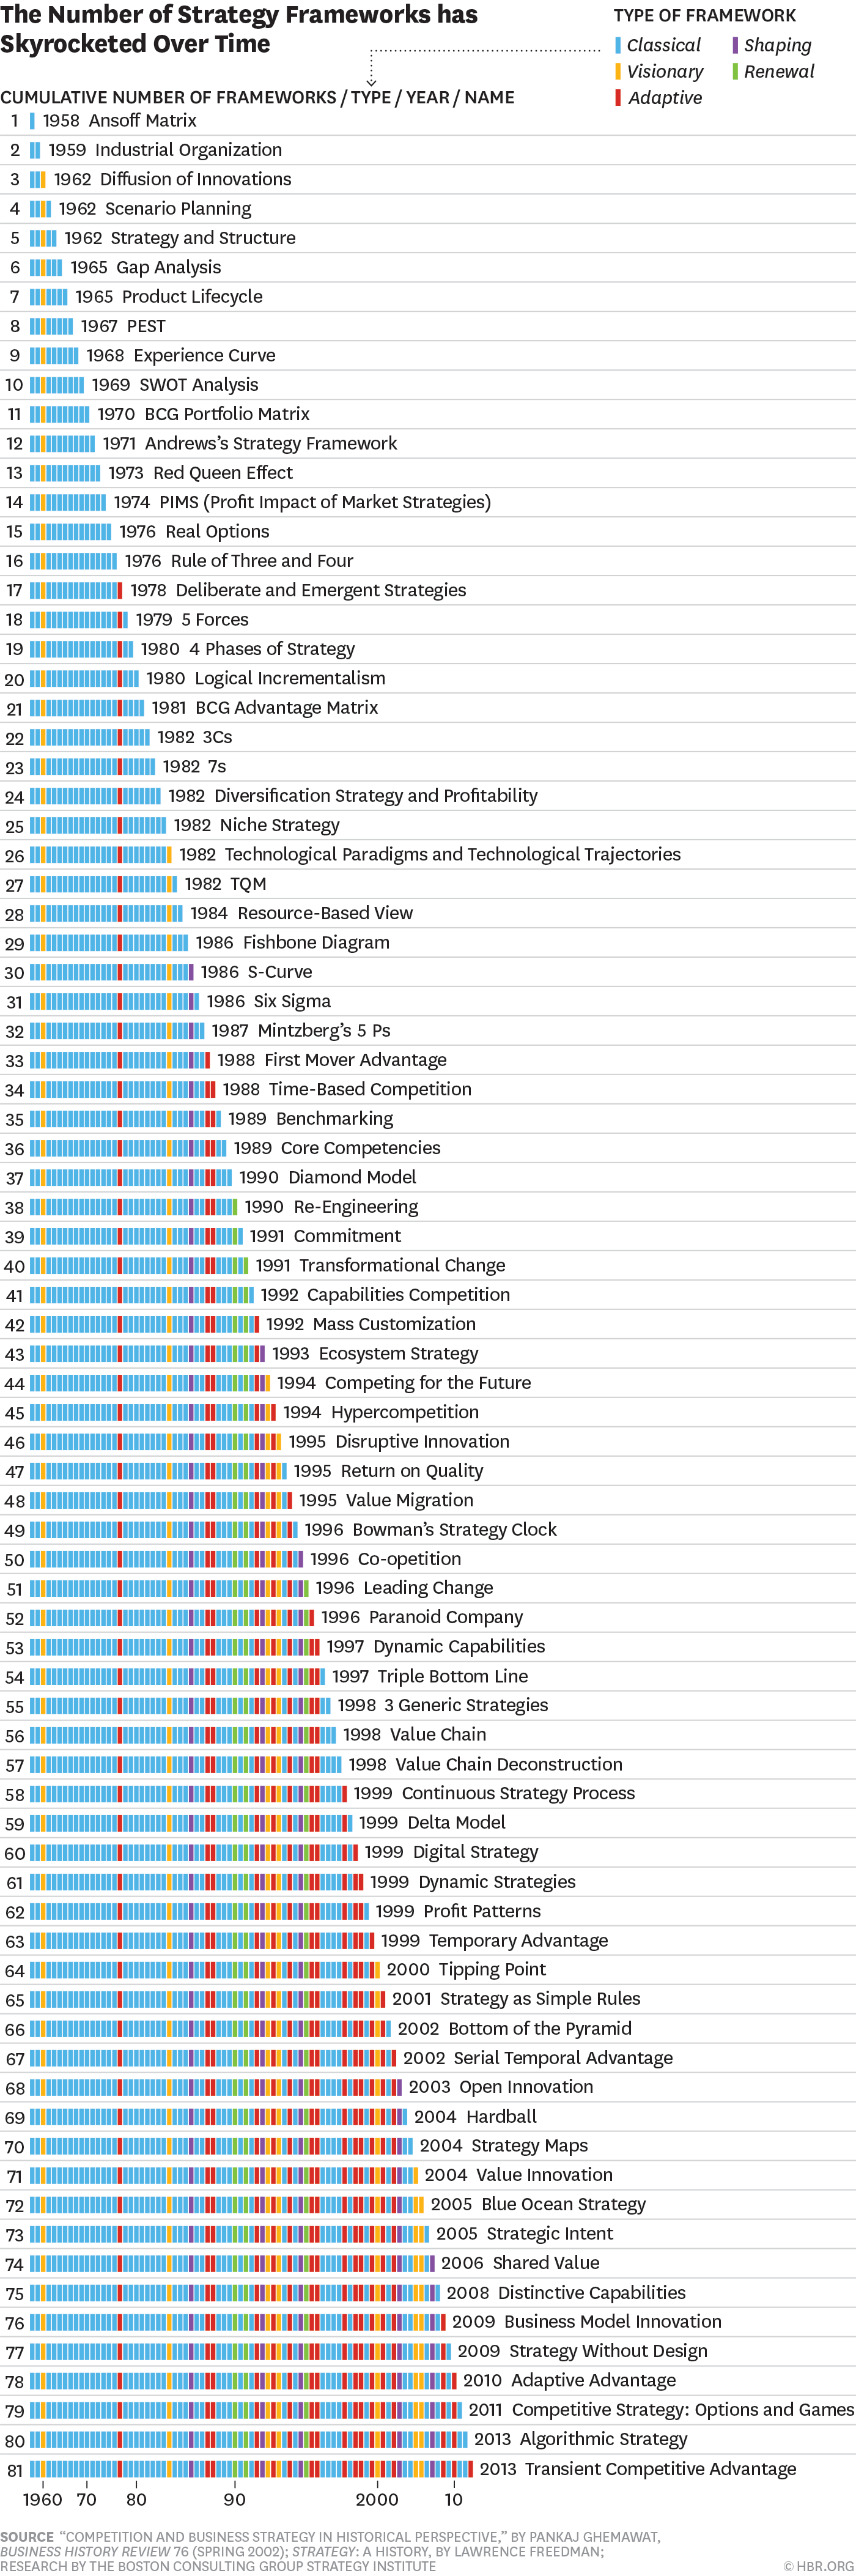 The Number of Strategy Frameworks has
Skyrocketed Over Time
TYPE OF FRAMEWORK
Classical
Shaping
Visionary
Renewal
Adaptive
CUMULATIVE NUMBER OF FRAMEWORKS / TYPE / YEAR / NAME
1 1958 Ansoff Matrix
2 1959 Industrial Organization
3 1962 Diffusion of Innovations
4 1962 Scenario Planning
5 1962 Strategy and Structure
6 1965 Gap Analysis
7 1965 Product Lifecycle
8 1967 PEST
9 1968 Experience Curve
10 1969 SWOT Analysis
11 1970 BCG Portfolio Matrix
12 1971 Andrews’s Strategy Framework
13 1973 Red Queen Effect
14 1974 PIMS (Profit Impact of Market Strategies)
15 1976 Real Options
16 1976 Rule of Three and Four
17 1978 Deliberate and Emergent Strategies
18 1979 5 Forces
19 1980 4 Phases of Strategy
20 1980 Logical Incrementalism
21 1981 BCG Advantage Matrix
22 1982 3Cs
23 1982 7s
24 1982 Diversification Strategy and Profitability
25 1982 Niche Strategy
26 1982 Technological Paradigms and Technological Trajectories
27 1982 TQM
28 1984 Resource-Based View
29 1986 Fishbone Diagram
30 1986 S-Curve
31 1986 Six Sigma
32 1987 Mintzberg’s 5 Ps
33 1988 First Mover Advantage
34 1988 Time-Based Competition
35 1989 Benchmarking
36 1989 Core Competencies
37 1990 Diamond Model
38 1990 Re-Engineering
39 1991 Commitment
40 1991 Transformational Change
41 1992 Capabilities Competition
42 1992 Mass Customization
43 1993 Ecosystem Strategy
44 1994 Competing for the Future
45 1994 Hypercompetition
46 1995 Disruptive Innovation
47 1995 Return on Quality
48 1995 Value Migration
49 1996 Bowman’s Strategy Clock
50 1996 Co-opetition
51 1996 Leading Change
52 1996 Paranoid Company
53 1997 Dynamic Capabilities
54 1997 Triple Bottom Line
55 1998 3 Generic Strategies
56 1998 Value Chain
57 1998 Value Chain Deconstruction
58 1999 Continuous Strategy Process
59 1999 Delta Model
60 1999 Digital Strategy
61 1999 Dynamic Strategies
62 1999 Profit Patterns
63 1999 Temporary Advantage
64 2000 Tipping Point
65 2001 Strategy as Simple Rules
66 2002 Bottom of the Pyramid
67 2002 Serial Temporal Advantage
68 2003 Open Innovation
69 2004 Hardball
70 2004 Strategy Maps
71 2004 Value Innovation
72 2005 Blue Ocean Strategy
73 2005 Strategic Intent
74 2006 Shared Value
75 2008 Distinctive Capabilities
76 2009 Business Model Innovation
77 2009 Strategy Without Design
78 2010 Adaptive Advantage
79 2011 Competitive Strategy: Options and Games
80 2013 Algorithmic Strategy
81 2013 Transient Competitive Advantage
1960 70 80 90 2000 10
SOURCE “COMPETITION AND BUSINESS STRATEGY IN HISTORICAL PERSPECTIVE,” BY PANKAJ GHEMAWAT,
BUSINESS HISTORY REVIEW 76 (SPRING 2002); STRATEGY: A HISTORY, BY LAWRENCE FREEDMAN;
RESEARCH BY THE BOSTON CONSULTING GROUP STRATEGY INSTITUTE
© HBR.ORG